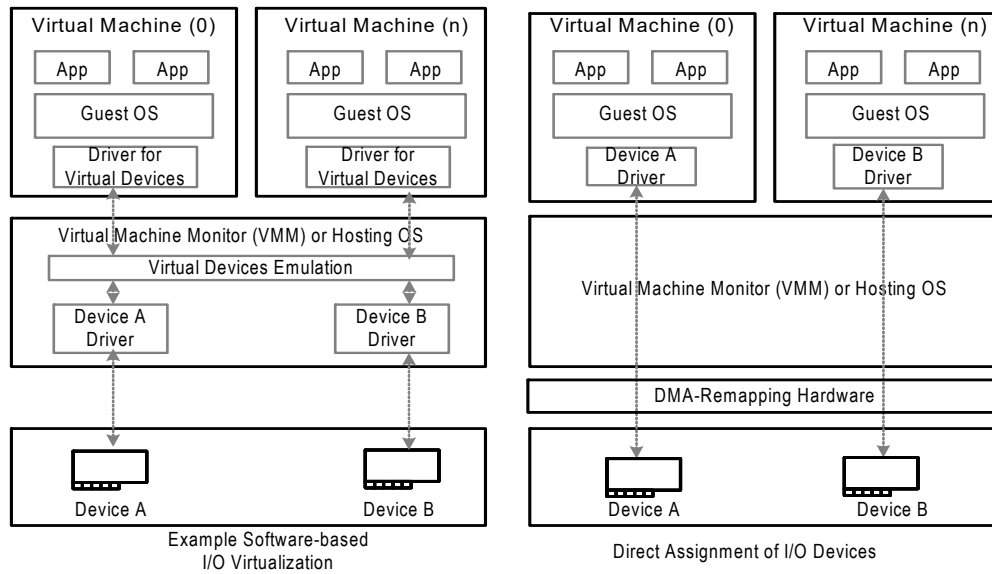 Virtual Machine (0)
App
App
Guest OS
Driver for
Virtual Devices
Virtual Machine (n)
App
App
Guest OS
Driver for
Virtual Devices
Virtual Machine Monitor (VMM) or Hosting OS
Virtual Devices Emulation
Device A
Driver
Device B
Driver
Device A
Device B
Example Software-based
I/O Virtualization
Virtual Machine (0)
App
App
Guest OS
Device A
Driver
Virtual Machine (n)
App
App
Guest OS
Device B
Driver
Virtual Machine Monitor (VMM) or Hosting OS
DMA-Remapping Hardware
Device A
Device B
Direct Assignment of I/O Devices